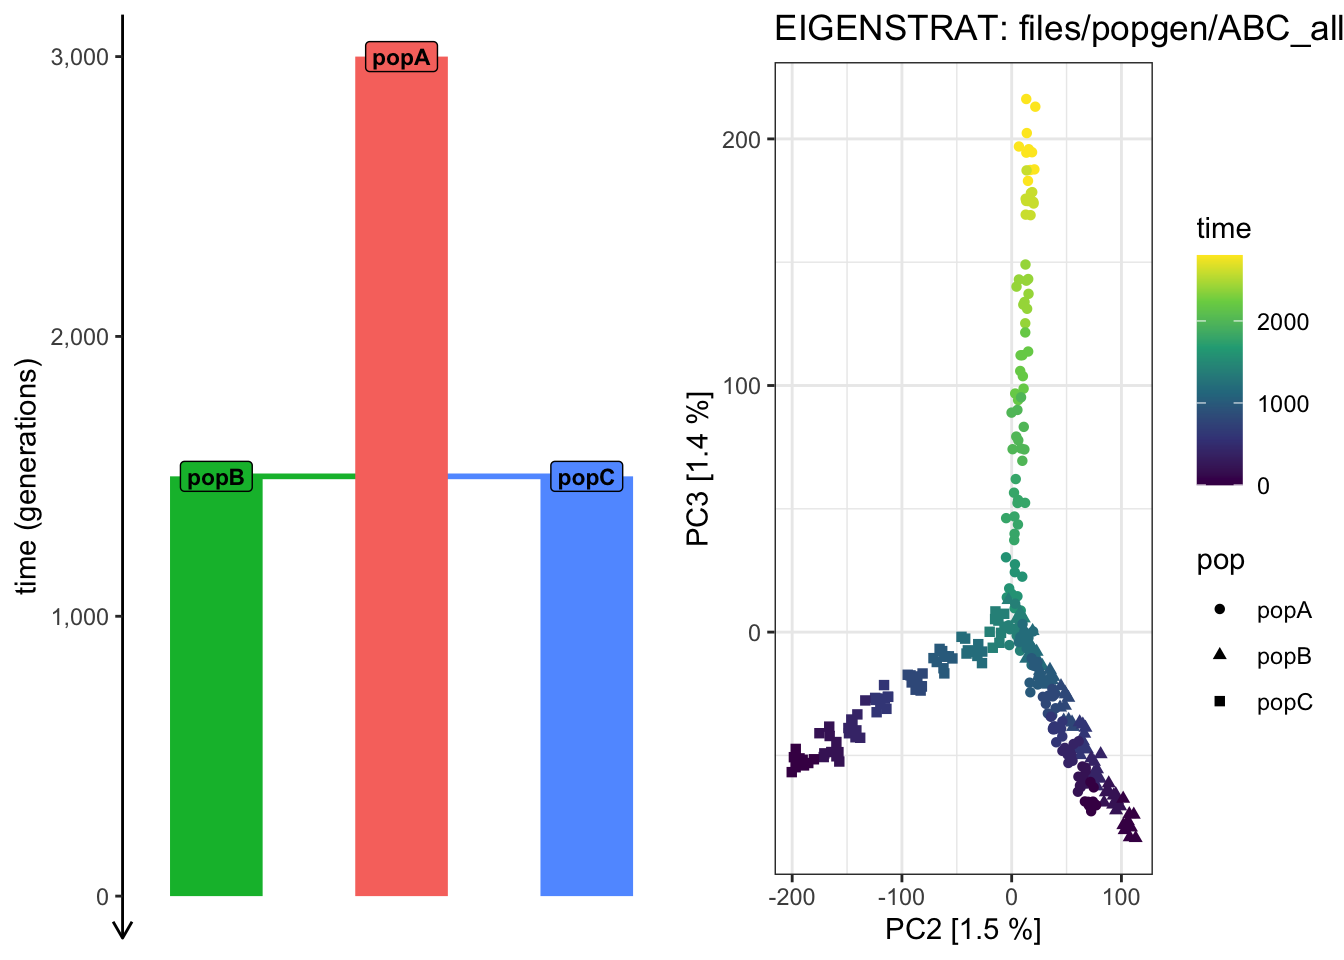 time (generations)
3,000
2,000
1,000
0
popA
popB
popC
EIGENSTRAT: files/popgen/ABC_all
PC3 [1.4 %]
200
100
0
-200
-100
0
100
PC2 [1.5 %]
time
2000
1000
0
pop
popA
popB
popC